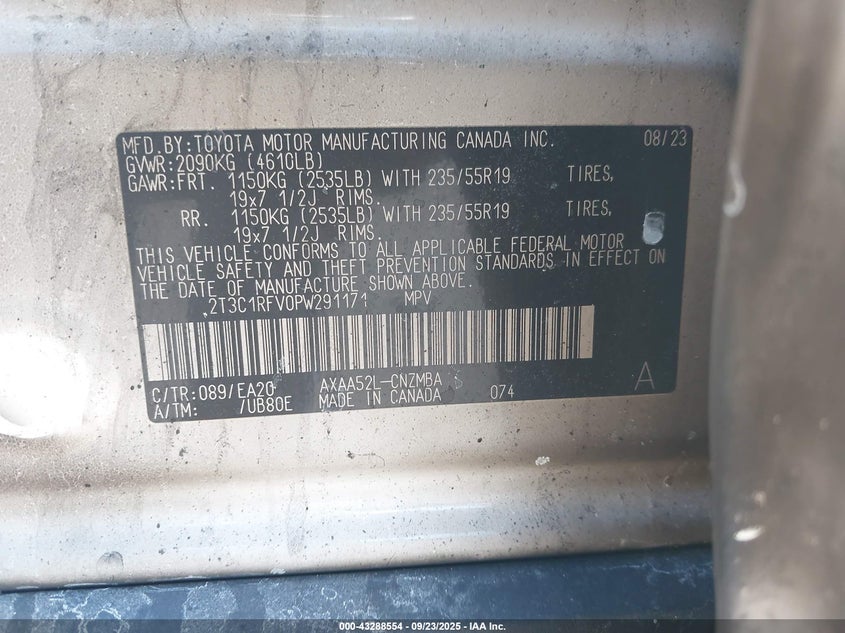 MFD.BY:TOYOTA MOTOR MANUFACTURING CANADA INC. 08/23
GVWR:2090KG (4610LB)
GAWR:FRT. 1150KG (2535LB) WITH 235/55R19 TIRES,
19x7 1/2J RIMS.
RR. 1150KG (2535LB) WITH 235/55R19 TIRES,
19x7 1/2J RIMS.
THIS VEHICLE CONFORMS TO ALL APPLICABLE FEDERAL MOTOR
VEHICLE SAFETY AND THEFT PREVENTION STANDARDS IN EFFECT ON
THE DATE OF MANUFACTURE SHOWN ABOVE.
2T3C1RFV0PW291171 MPV
C/TR:089/EA20 AXAA52L-CNZMBA S 074 A
A/TM: /UB80E MADE IN CANADA
000-43288554 - 09/23/2025 - IAA Inc.